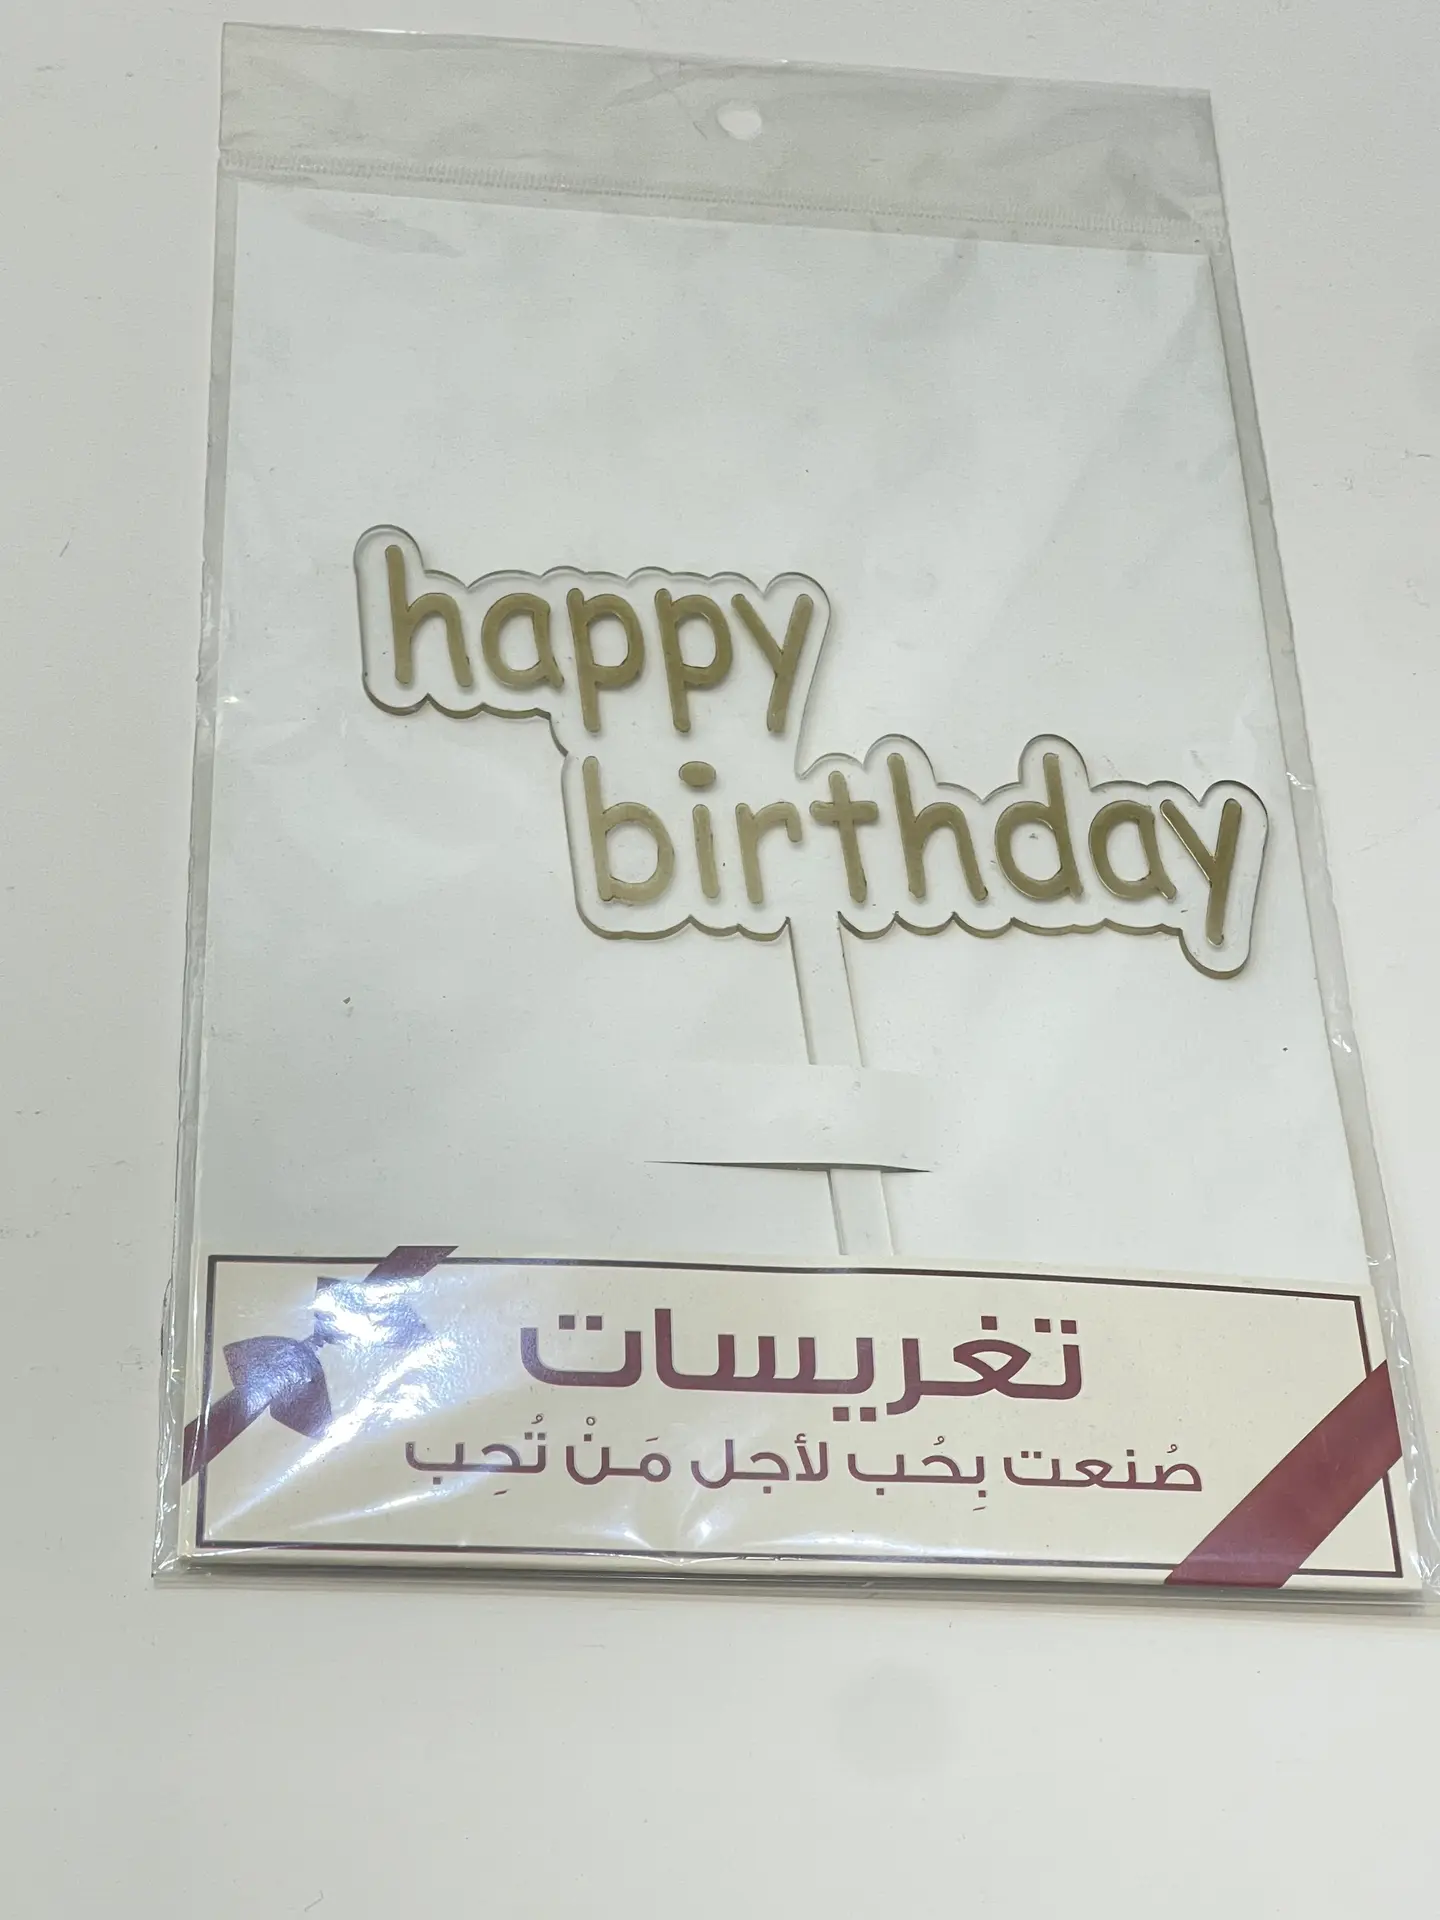 happy
birthday
تغريسات
صُنعت بِحُب لأجل مَنْ تُحِب